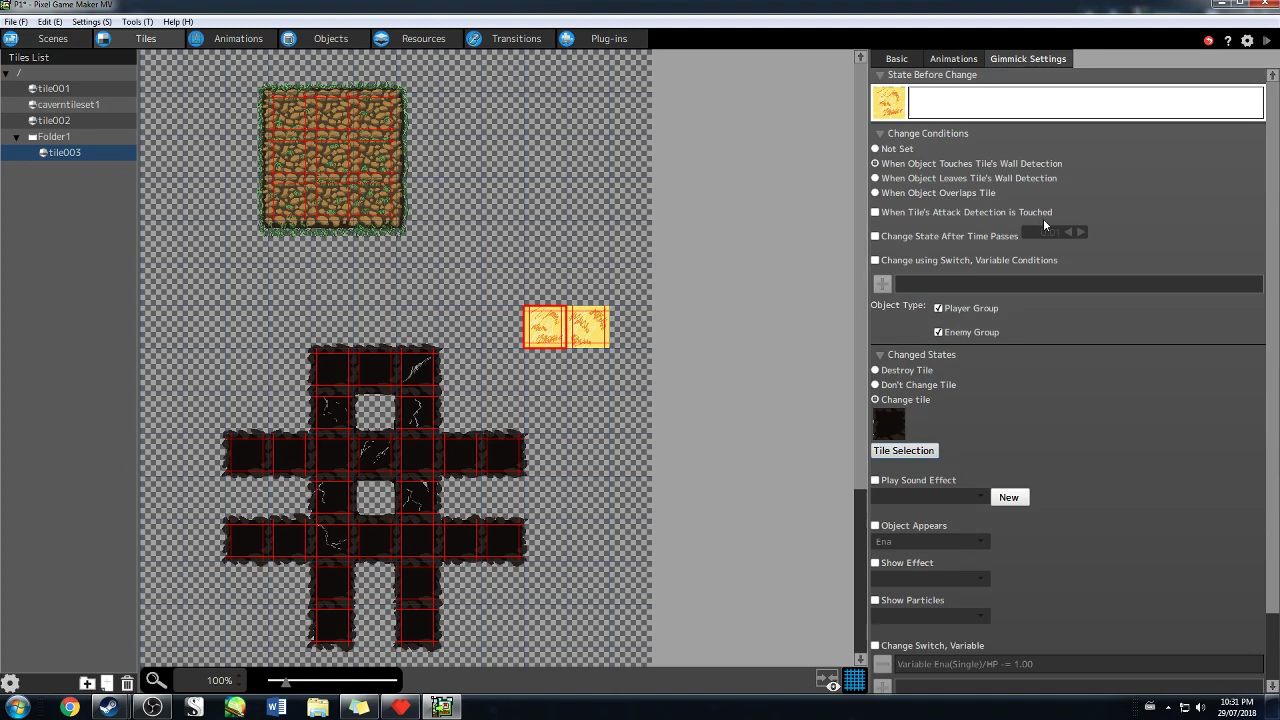 P1* - Pixel Game Maker MV
File (F) Edit (E) Settings (S) Tools (T) Help (H)
Scenes Tiles Animations Objects Resources Transitions Plug-ins
Tiles List
/
tile001
caverntileset1
tile002
Folder1
tile003
100%
Basic Animations Gimmick Settings
State Before Change
Change Conditions
Not Set
When Object Touches Tile's Wall Detection
When Object Leaves Tile's Wall Detection
When Object Overlaps Tile
When Tile's Attack Detection is Touched
Change State After Time Passes
Change using Switch, Variable Conditions
Object Type: Player Group
Enemy Group
Changed States
Destroy Tile
Don't Change Tile
Change tile
Tile Selection
Play Sound Effect
New
Object Appears
Ena
Show Effect
Show Particles
Change Switch, Variable
Variable Ena(Single)/HP -= 1.00
10:31 PM
29/07/2018